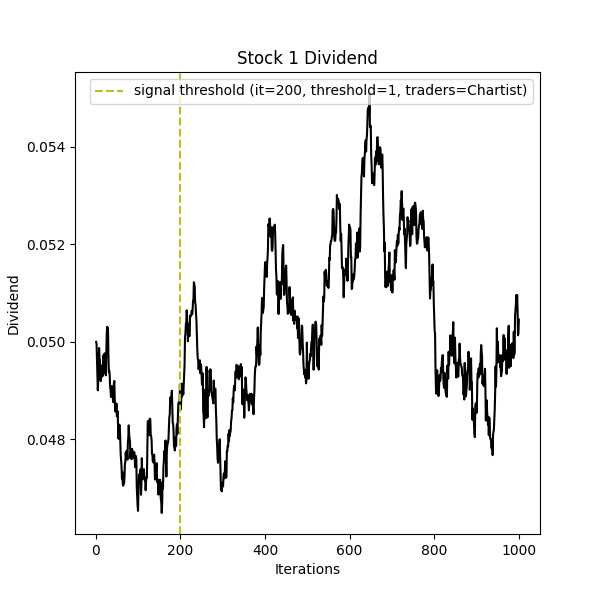 Stock 1 Dividend
signal threshold (it=200, threshold=1, traders=Chartist)
0.054
0.052
0.050
0.048
Dividend
0 200 400 600 800 1000
Iterations